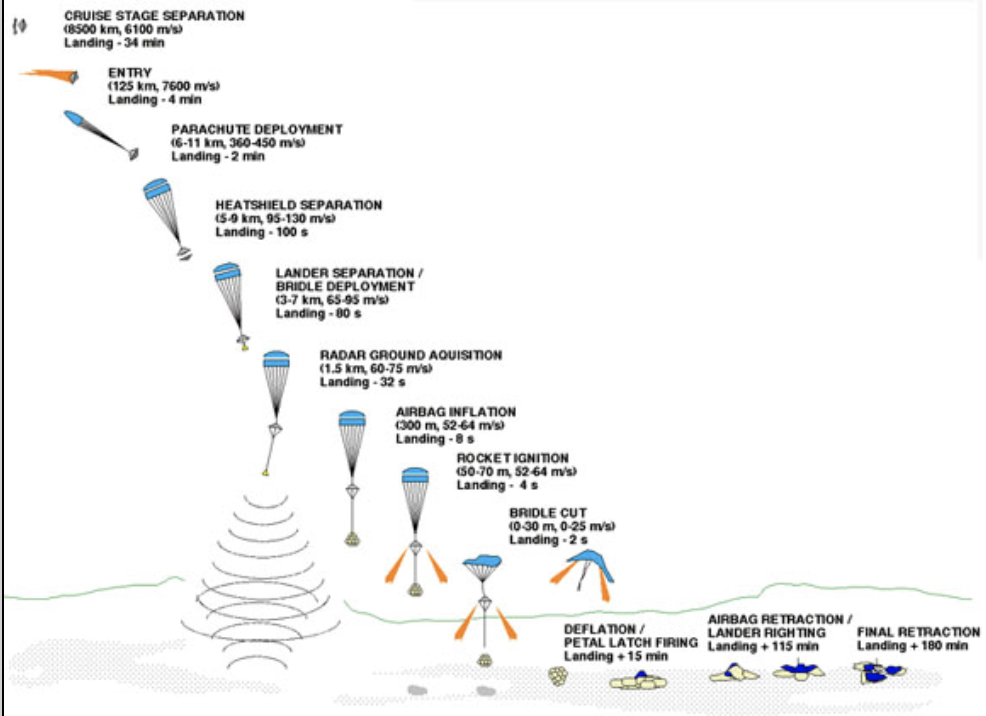 CRUISE STAGE SEPARATION
(8500 km, 6100 m/s)
Landing - 34 min
ENTRY
(125 km, 7600 m/s)
Landing - 4 min
PARACHUTE DEPLOYMENT
(6-11 km, 360-450 m/s)
Landing - 2 min
HEATSHIELD SEPARATION
(5-9 km, 95-130 m/s)
Landing - 100 s
LANDER SEPARATION /
BRIDLE DEPLOYMENT
(3-7 km, 65-95 m/s)
Landing - 80 s
RADAR GROUND AQUISITION
(1.5 km, 60-75 m/s)
Landing - 32 s
AIRBAG INFLATION
(300 m, 52-64 m/s)
Landing - 8 s
ROCKET IGNITION
(50-70 m, 52-64 m/s)
Landing - 4 s
BRIDLE CUT
(0-30 m, 0-25 m/s)
Landing - 2 s
DEFLATION /
PETAL LATCH FIRING
Landing + 15 min
AIRBAG RETRACTION /
LANDER RIGHTING
Landing + 115 min
FINAL RETRACTION
Landing + 180 min